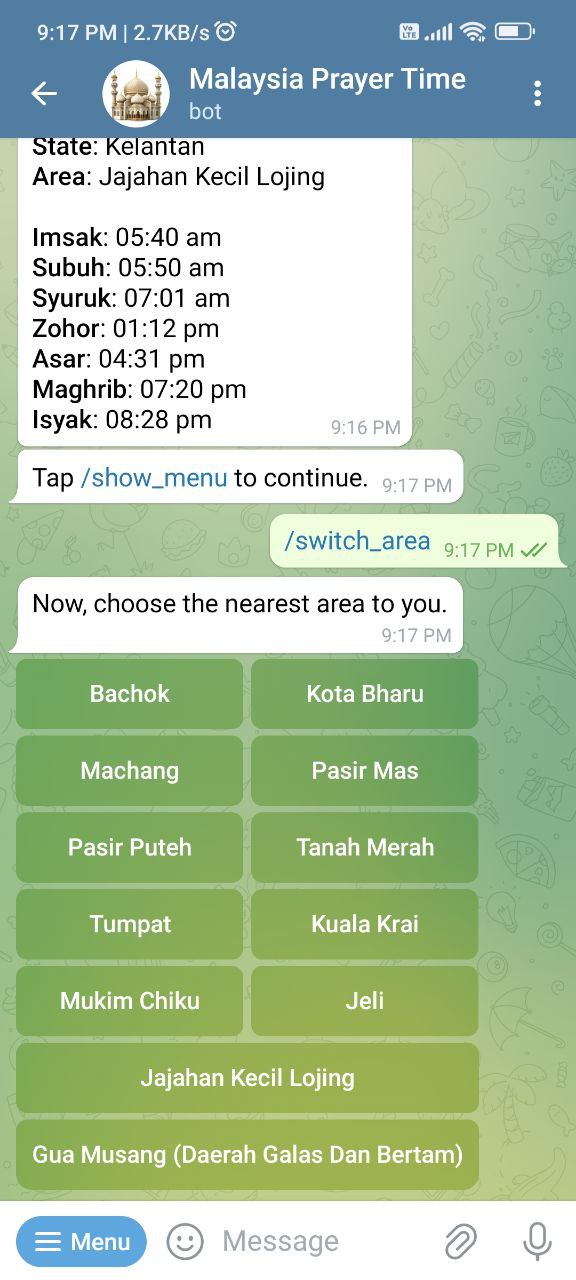 9:17 PM | 2.7KB/s
Vo LTE
Malaysia Prayer Time
bot
State: Kelantan
Area: Jajahan Kecil Lojing
Imsak: 05:40 am
Subuh: 05:50 am
Syuruk: 07:01 am
Zohor: 01:12 pm
Asar: 04:31 pm
Maghrib: 07:20 pm
Isyak: 08:28 pm
9:16 PM
Tap /show_menu to continue. 9:17 PM
/switch_area 9:17 PM
Now, choose the nearest area to you.
9:17 PM
Bachok Kota Bharu
Machang Pasir Mas
Pasir Puteh Tanah Merah
Tumpat Kuala Krai
Mukim Chiku Jeli
Jajahan Kecil Lojing
Gua Musang (Daerah Galas Dan Bertam)
Menu Message